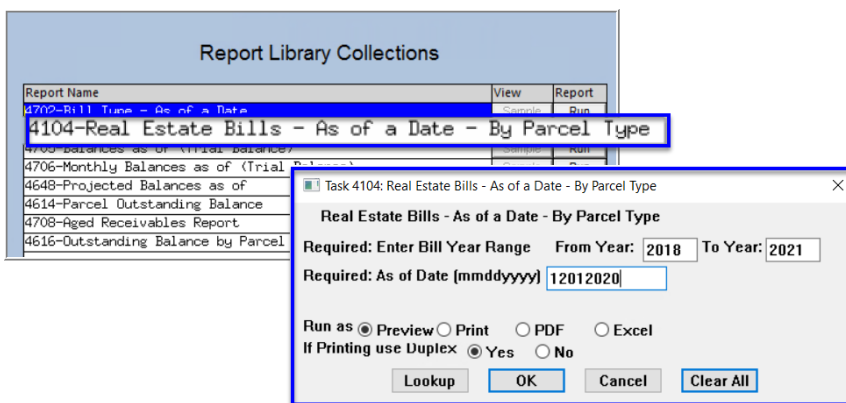 Report Library Collections
Report Name View Report
4702-Bill Type - As of a Date Sample Run
4104-Real Estate Bills - As of a Date - By Parcel Type
4705-Balances as of (Trial Balance) Sample Run
4706-Monthly Balances as of (Trial Balance)
4648-Projected Balances as of
4614-Parcel Outstanding Balance
4708-Aged Receivables Report
4616-Outstanding Balance by Parcel
Task 4104: Real Estate Bills - As of a Date - By Parcel Type
Real Estate Bills - As of a Date - By Parcel Type
Required: Enter Bill Year Range From Year: 2018 To Year: 2021
Required: As of Date (mmddyyyy) 12012020
Run as Preview Print PDF Excel
If Printing use Duplex Yes No
Lookup OK Cancel Clear All